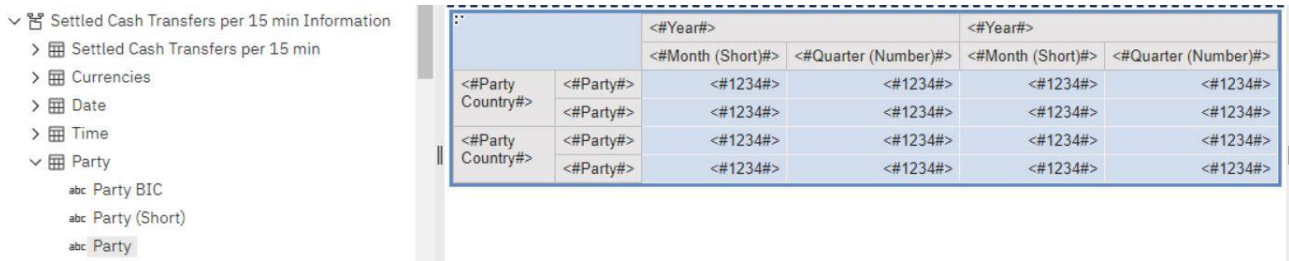 Settled Cash Transfers per 15 min Information
Settled Cash Transfers per 15 min
Currencies
Date
Time
Party
abc Party BIC
abc Party (Short)
abc Party
<#Year#> <#Year#>
<#Month (Short)#> <#Quarter (Number)#> <#Month (Short)#> <#Quarter (Number)#>
<#Party Country#> <#Party#> <#1234#> <#1234#> <#1234#> <#1234#>
<#Party#> <#1234#> <#1234#> <#1234#> <#1234#>
<#Party Country#> <#Party#> <#1234#> <#1234#> <#1234#> <#1234#>
<#Party#> <#1234#> <#1234#> <#1234#> <#1234#>